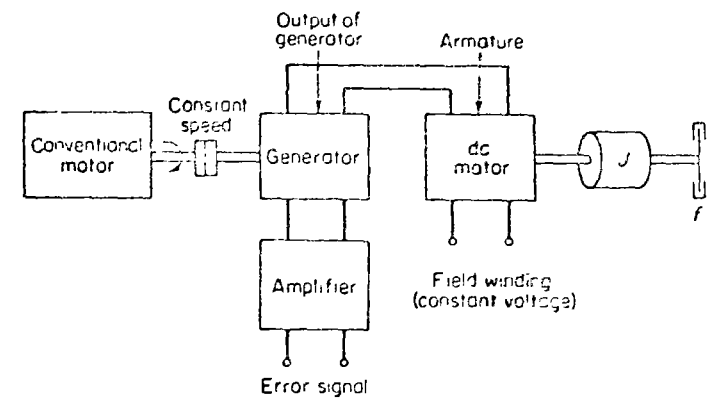 Output of
generator
Armature
Constant
speed
Conventional
motor
Generator
dc
motor
J
f
Amplifier
Field winding
(constant voltage)
Error signal